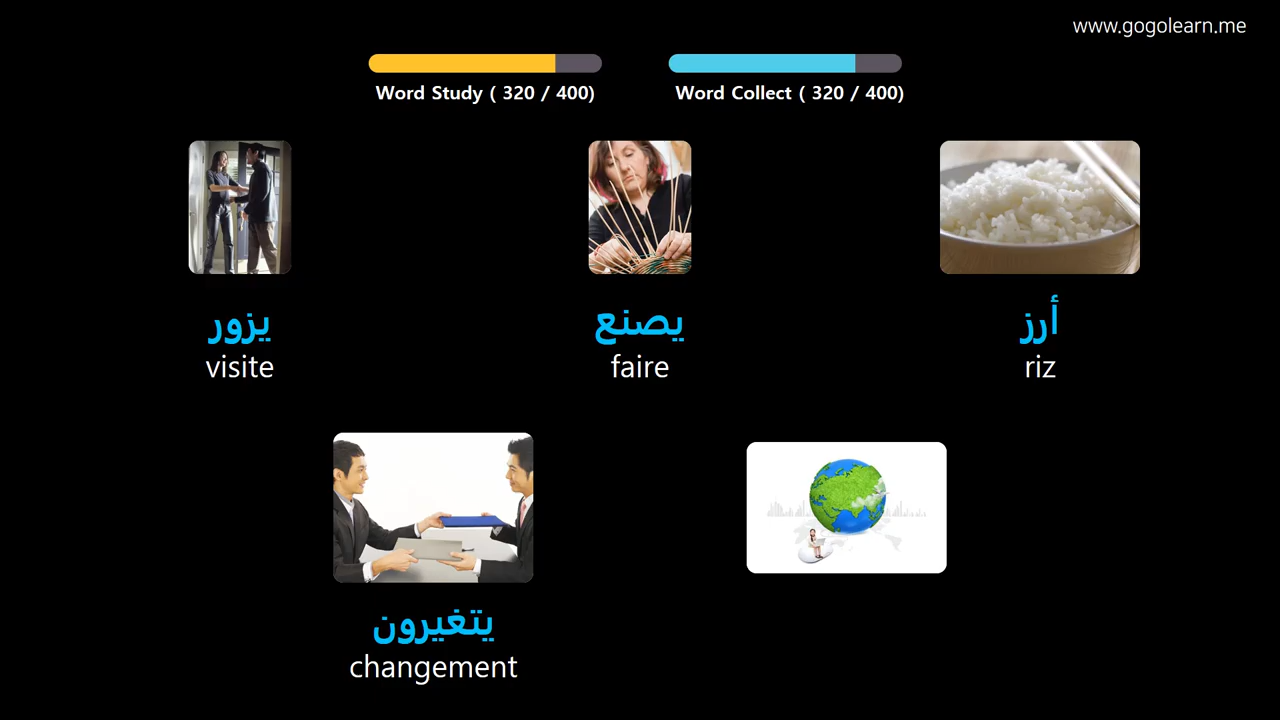 www.gogolearn.me
Word Study ( 320 / 400)
Word Collect ( 320 / 400)
يزور
visite
يصنع
faire
أرز
riz
يتغيرون
changement